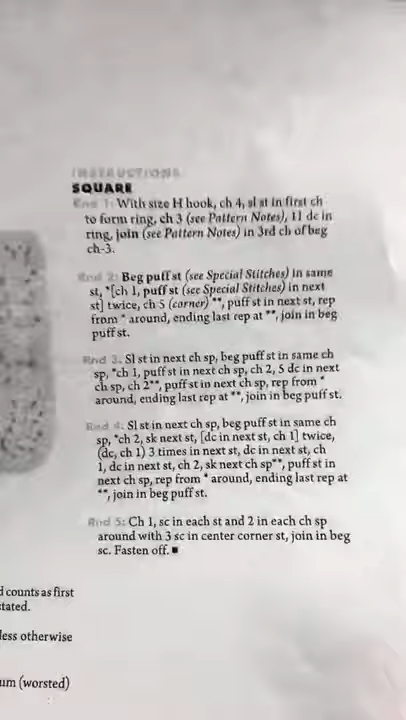 INSTRUCTIONS
SQUARE
Rnd 1: With size H hook, ch 4, sl st in first ch
to form ring, ch 3 (see Pattern Notes), 11 dc in
ring, join (see Pattern Notes) in 3rd ch of beg
ch-3.
Rnd 2: Beg puff st (see Special Stitches) in same
st, *[ch 1, puff st (see Special Stitches) in next
st] twice, ch 5 (corner) **, puff st in next st, rep
from * around, ending last rep at **, join in beg
puff st.
Rnd 3: Sl st in next ch sp, beg puff st in same ch
sp, *ch 1, puff st in next ch sp, ch 2, 5 dc in next
ch sp, ch 2**, puff st in next ch sp, rep from *
around, ending last rep at **, join in beg puff st.
Rnd 4: Sl st in next ch sp, beg puff st in same ch
sp, *ch 2, sk next st, [dc in next st, ch 1] twice,
(dc, ch 1) 3 times in next st, dc in next st, ch
1, dc in next st, ch 2, sk next ch sp**, puff st in
next ch sp, rep from * around, ending last rep at
**, join in beg puff st.
Rnd 5: Ch 1, sc in each st and 2 in each ch sp
around with 3 sc in center corner st, join in beg
sc. Fasten off. ■
d counts as first
tated.
less otherwise
um (worsted)